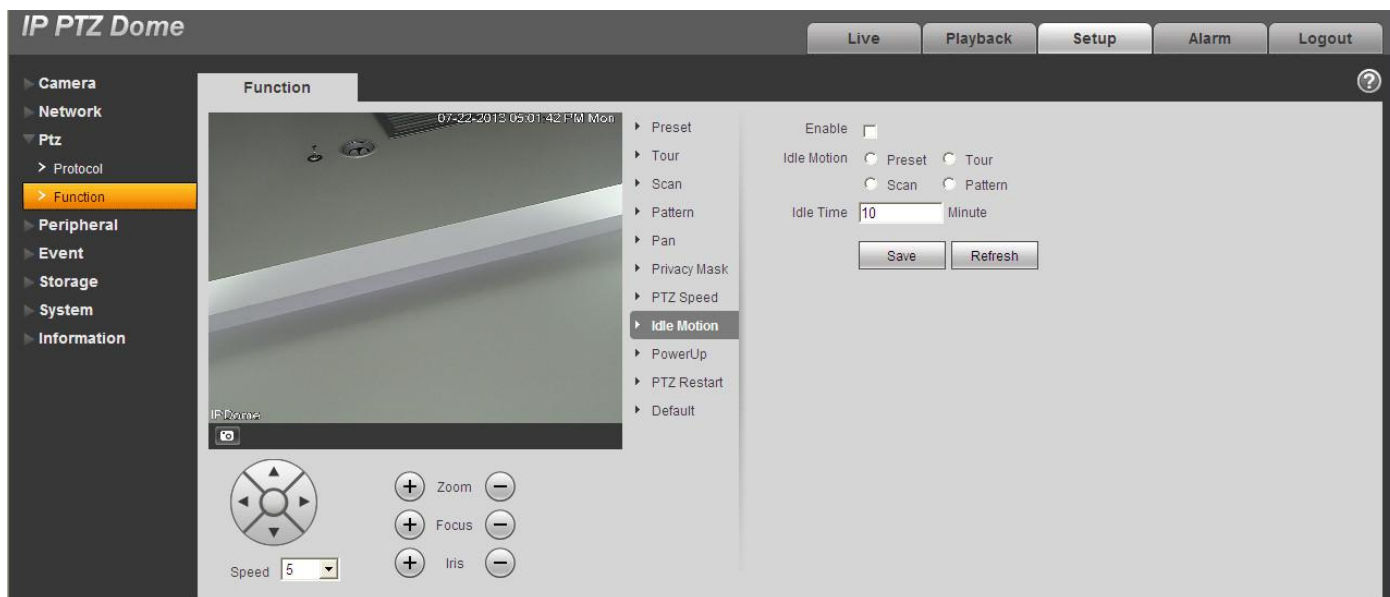 IP PTZ Dome
Live
Playback
Setup
Alarm
Logout
Camera
Network
Ptz
Protocol
Function
Peripheral
Event
Storage
System
Information
Function
07-22-2013 05:01:42 PM Mon
IP Dome
Preset
Tour
Scan
Pattern
Pan
Privacy Mask
PTZ Speed
Idle Motion
PowerUp
PTZ Restart
Default
Enable
Idle Motion Preset Tour
Scan Pattern
Idle Time 10 Minute
Save Refresh
Zoom
Focus
Iris
Speed 5